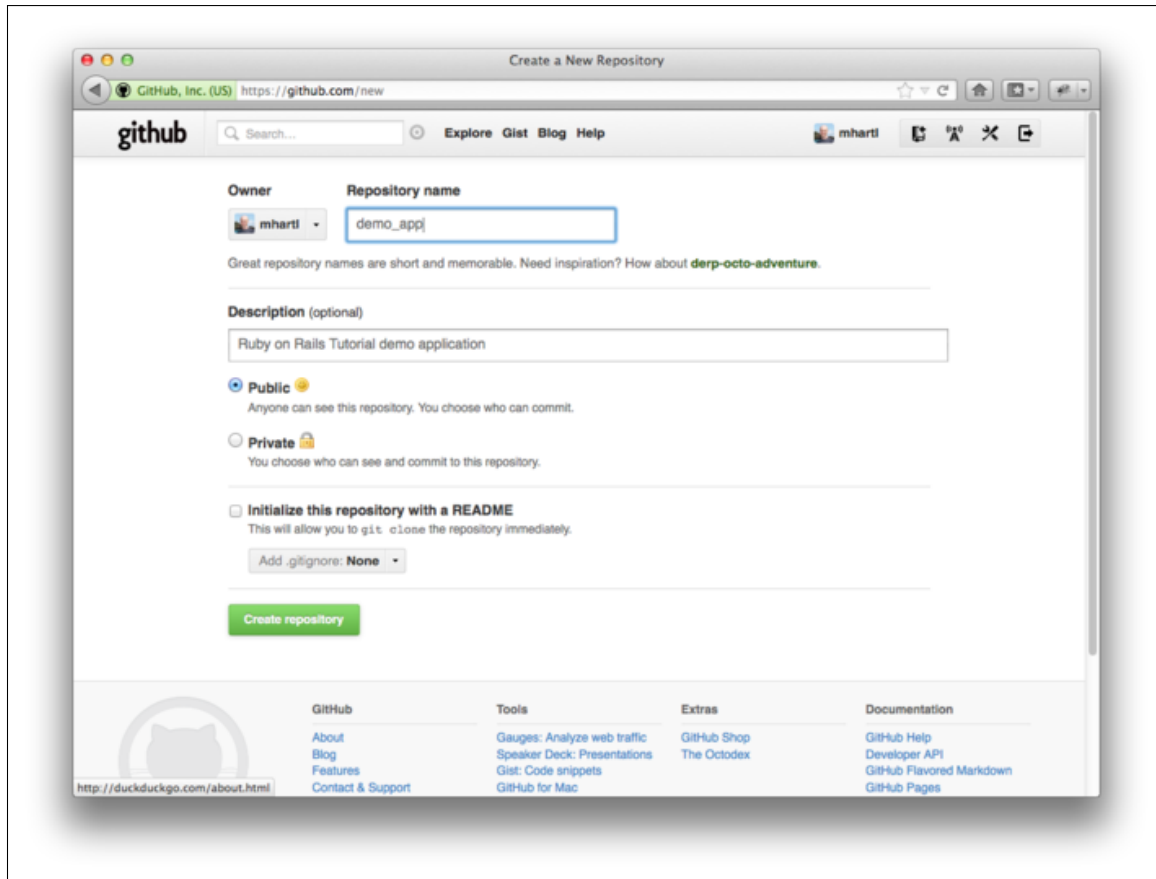 Create a New Repository
GitHub, Inc. (US) https://github.com/new
github Search... Explore Gist Blog Help mhartl
Owner Repository name
mhartl demo_app
Great repository names are short and memorable. Need inspiration? How about derp-octo-adventure.
Description (optional)
Ruby on Rails Tutorial demo application
Public
Anyone can see this repository. You choose who can commit.
Private
You choose who can see and commit to this repository.
Initialize this repository with a README
This will allow you to git clone the repository immediately.
Add .gitignore: None
Create repository
GitHub Tools Extras Documentation
About Gauges: Analyze web traffic GitHub Shop GitHub Help
Blog Speaker Deck: Presentations The Octodex Developer API
Features Gist: Code snippets GitHub Flavored Markdown
Contact & Support GitHub for Mac GitHub Pages
http://duckduckgo.com/about.html